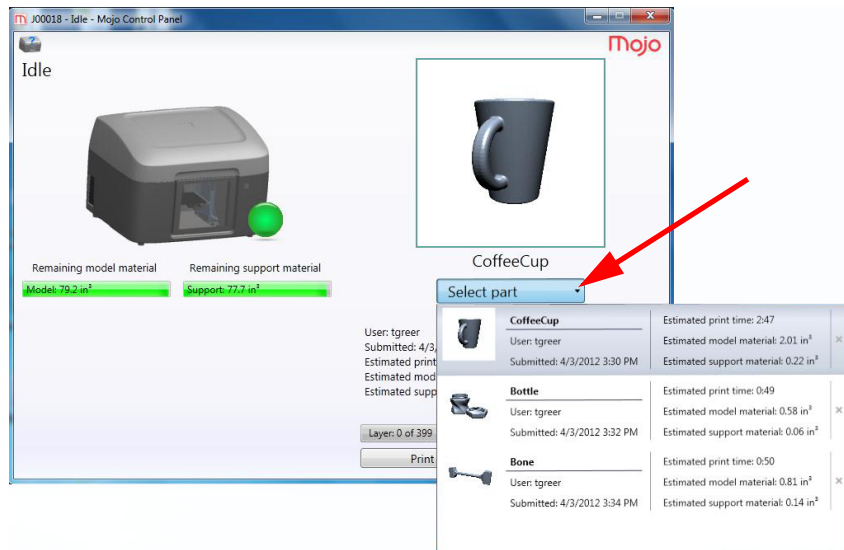 J00018 - Idle - Mojo Control Panel
mojo
Idle
CoffeeCup
Remaining model material
Remaining support material
Model: 79.2 in³
Support: 77.7 in³
Select part
User: tgreer
Submitted: 4/3/
Estimated print
Estimated mod
Estimated supp
Layer: 0 of 399
Print
CoffeeCup
User: tgreer
Submitted: 4/3/2012 3:30 PM
Estimated print time: 2:47
Estimated model material: 2.01 in³
Estimated support material: 0.22 in³
Bottle
User: tgreer
Submitted: 4/3/2012 3:32 PM
Estimated print time: 0:49
Estimated model material: 0.58 in³
Estimated support material: 0.06 in³
Bone
User: tgreer
Submitted: 4/3/2012 3:34 PM
Estimated print time: 0:50
Estimated model material: 0.81 in³
Estimated support material: 0.14 in³